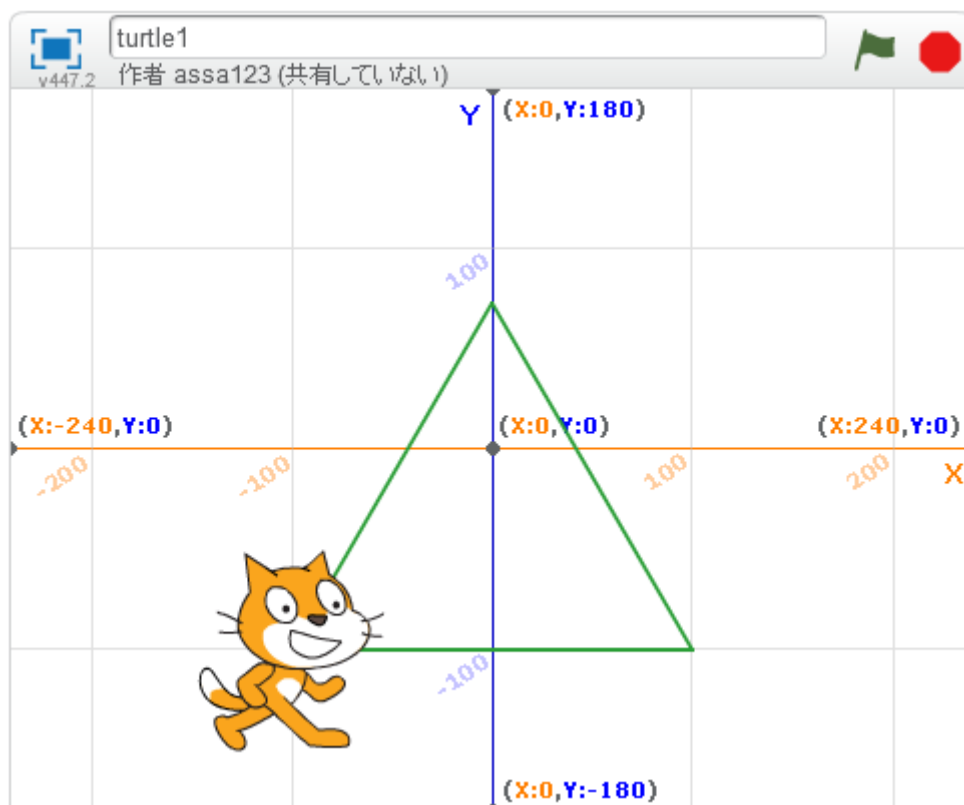 turtle1
v447.2
作者 assa123 (共有していない)
Y
(X:0,Y:180)
100
(X:-240,Y:0)
(X:0,Y:0)
(X:240,Y:0)
-200
-100
100
200
X
-100
(X:0,Y:-180)